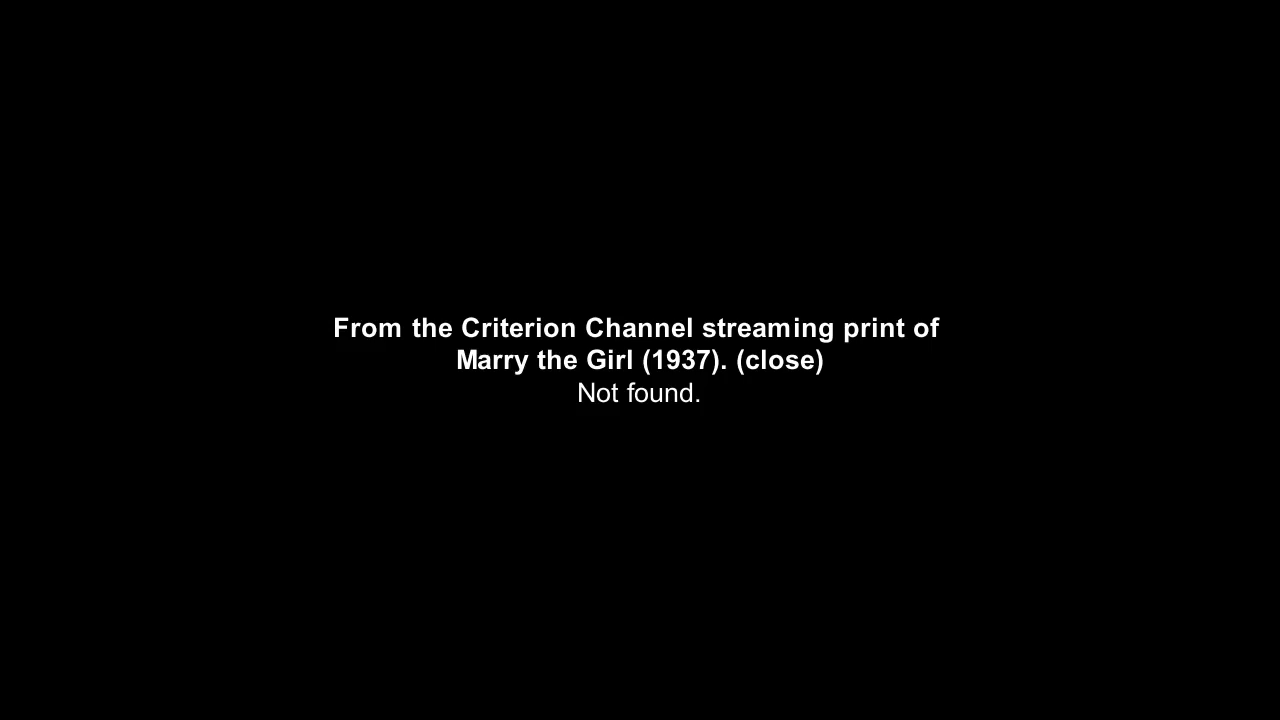 From the Criterion Channel streaming print of
Marry the Girl (1937). (close)
Not found.